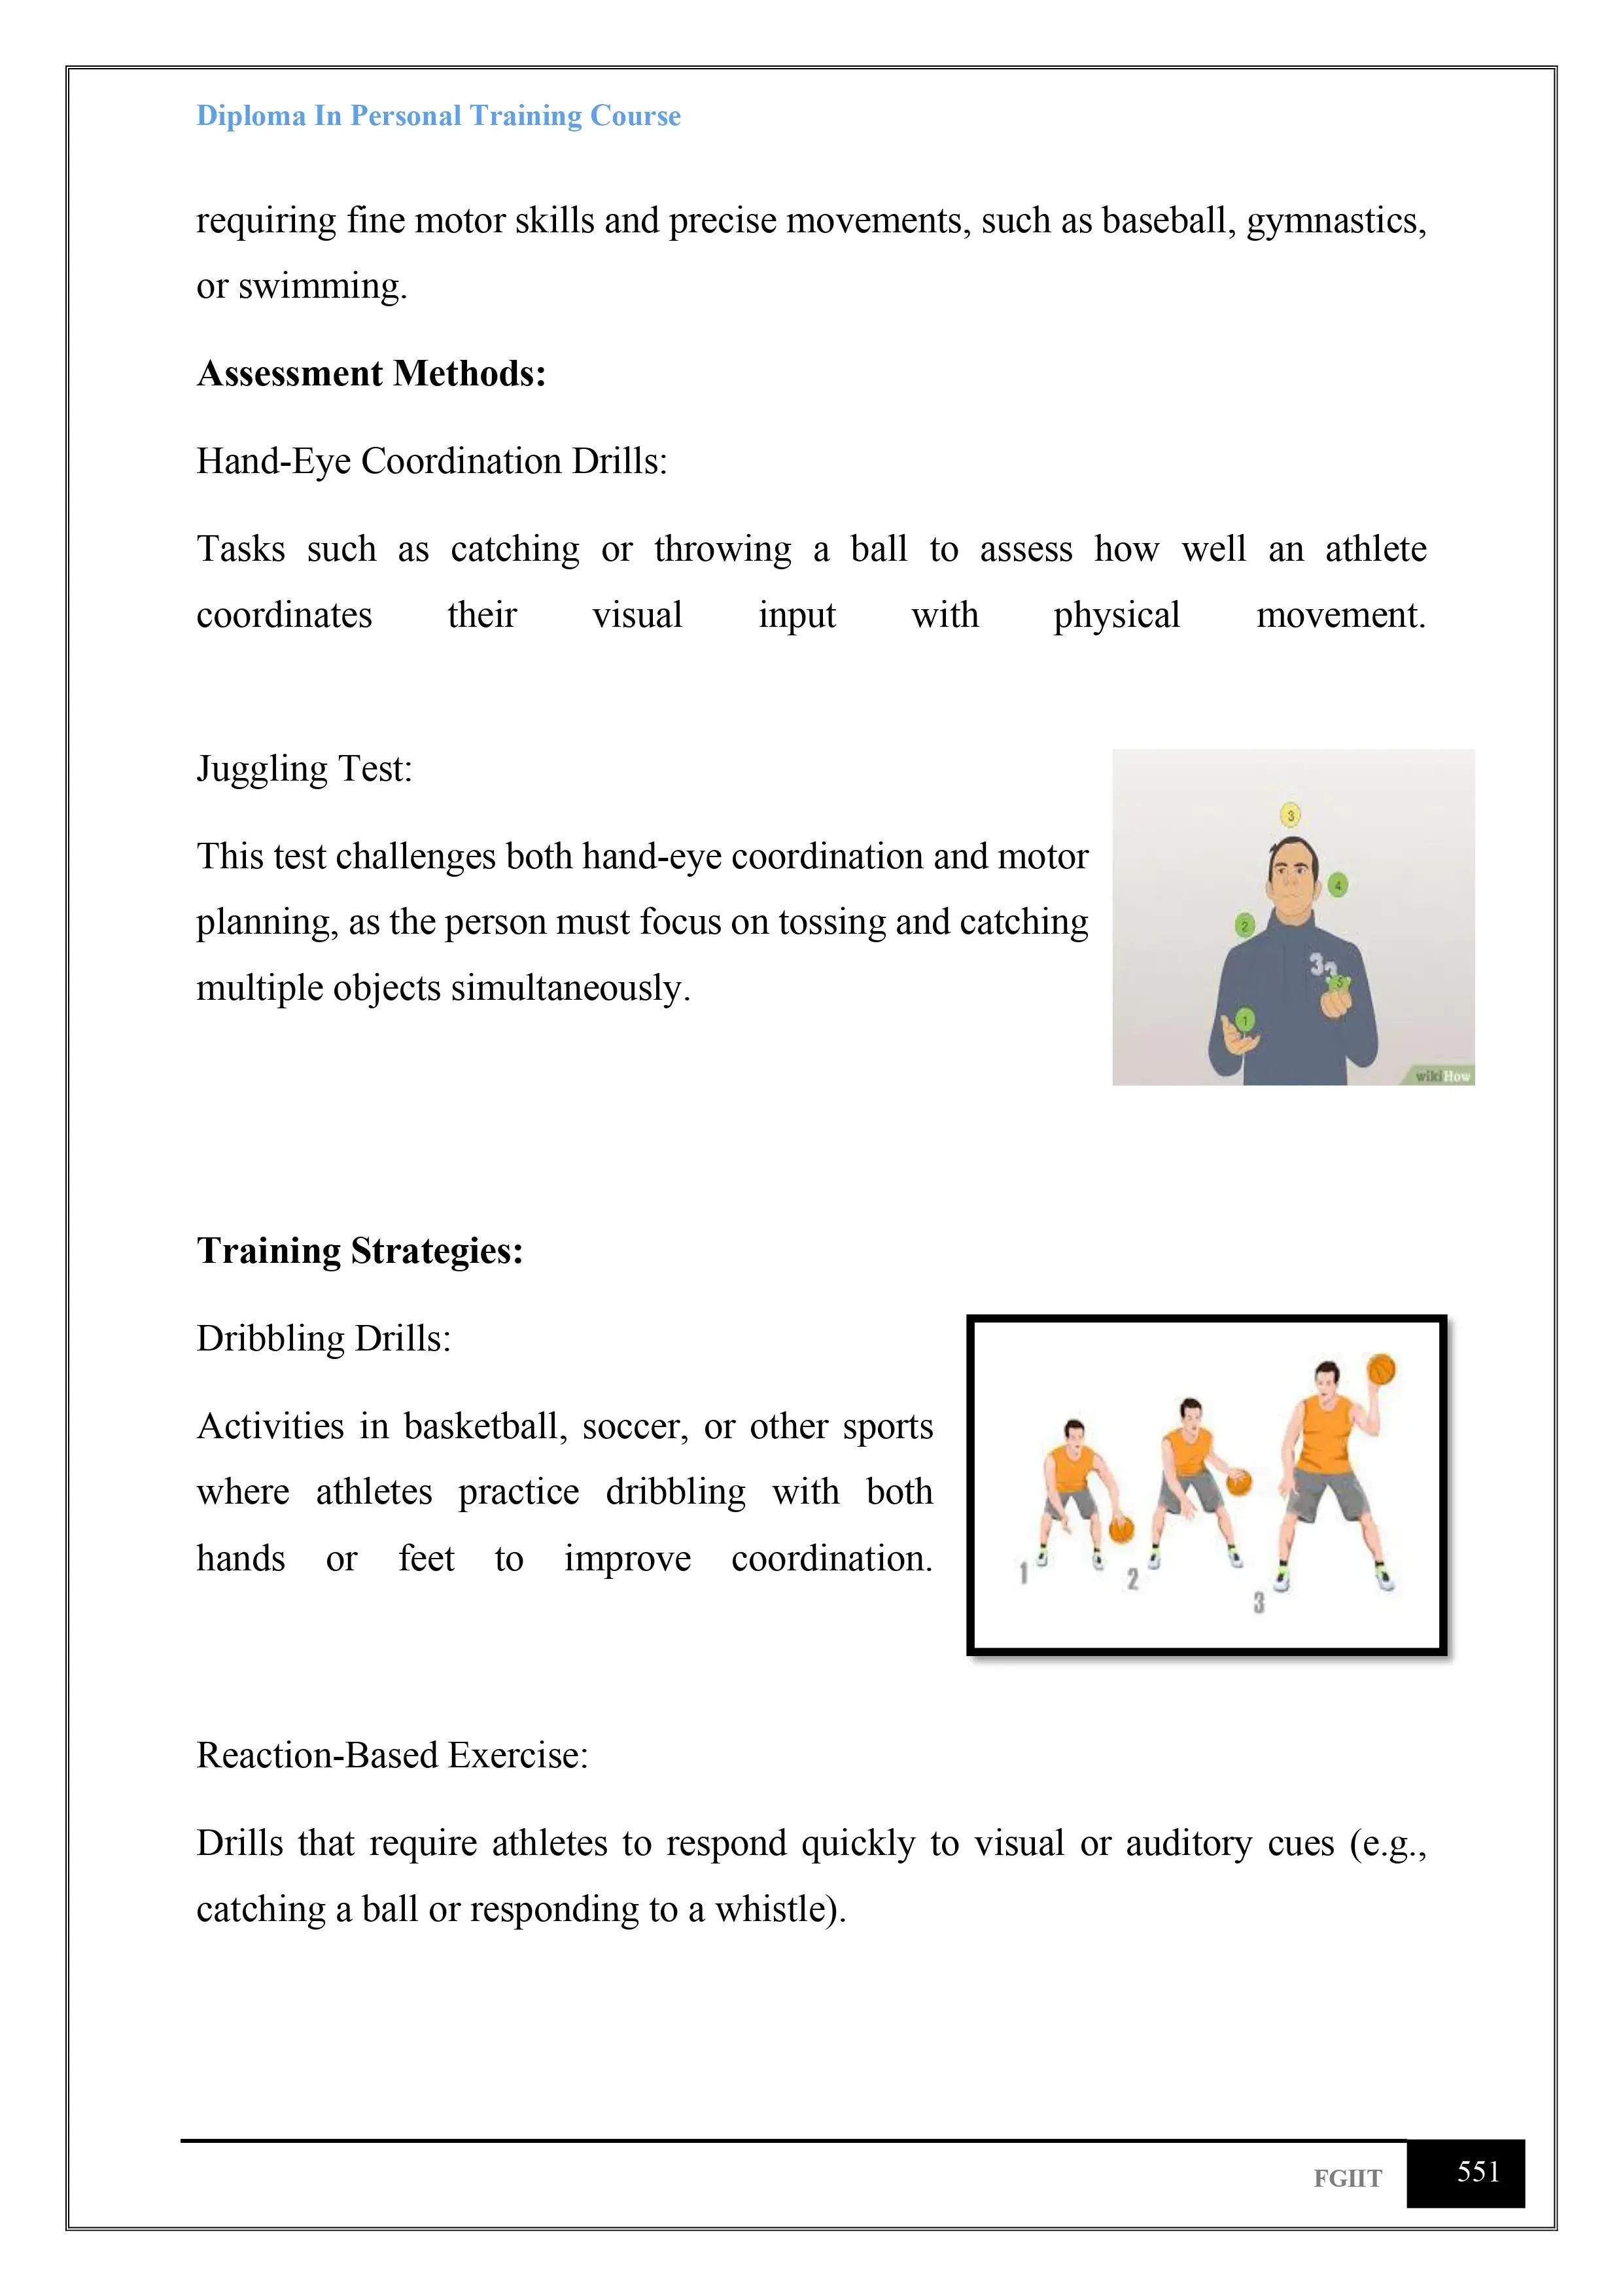 Diploma In Personal Training Course
requiring fine motor skills and precise movements, such as baseball, gymnastics,
or swimming.
Assessment Methods:
Hand-Eye Coordination Drills:
Tasks such as catching or throwing a ball to assess how well an athlete
coordinates their visual input with physical movement.
Juggling Test:
This test challenges both hand-eye coordination and motor
planning, as the person must focus on tossing and catching
multiple objects simultaneously.
3
4
2
33
5
1
wikiHow
Training Strategies:
Dribbling Drills:
Activities in basketball, soccer, or other sports
where athletes practice dribbling with both
hands or feet to improve coordination.
1
2
3
Reaction-Based Exercise:
Drills that require athletes to respond quickly to visual or auditory cues (e.g.,
catching a ball or responding to a whistle).
FGIIT 551